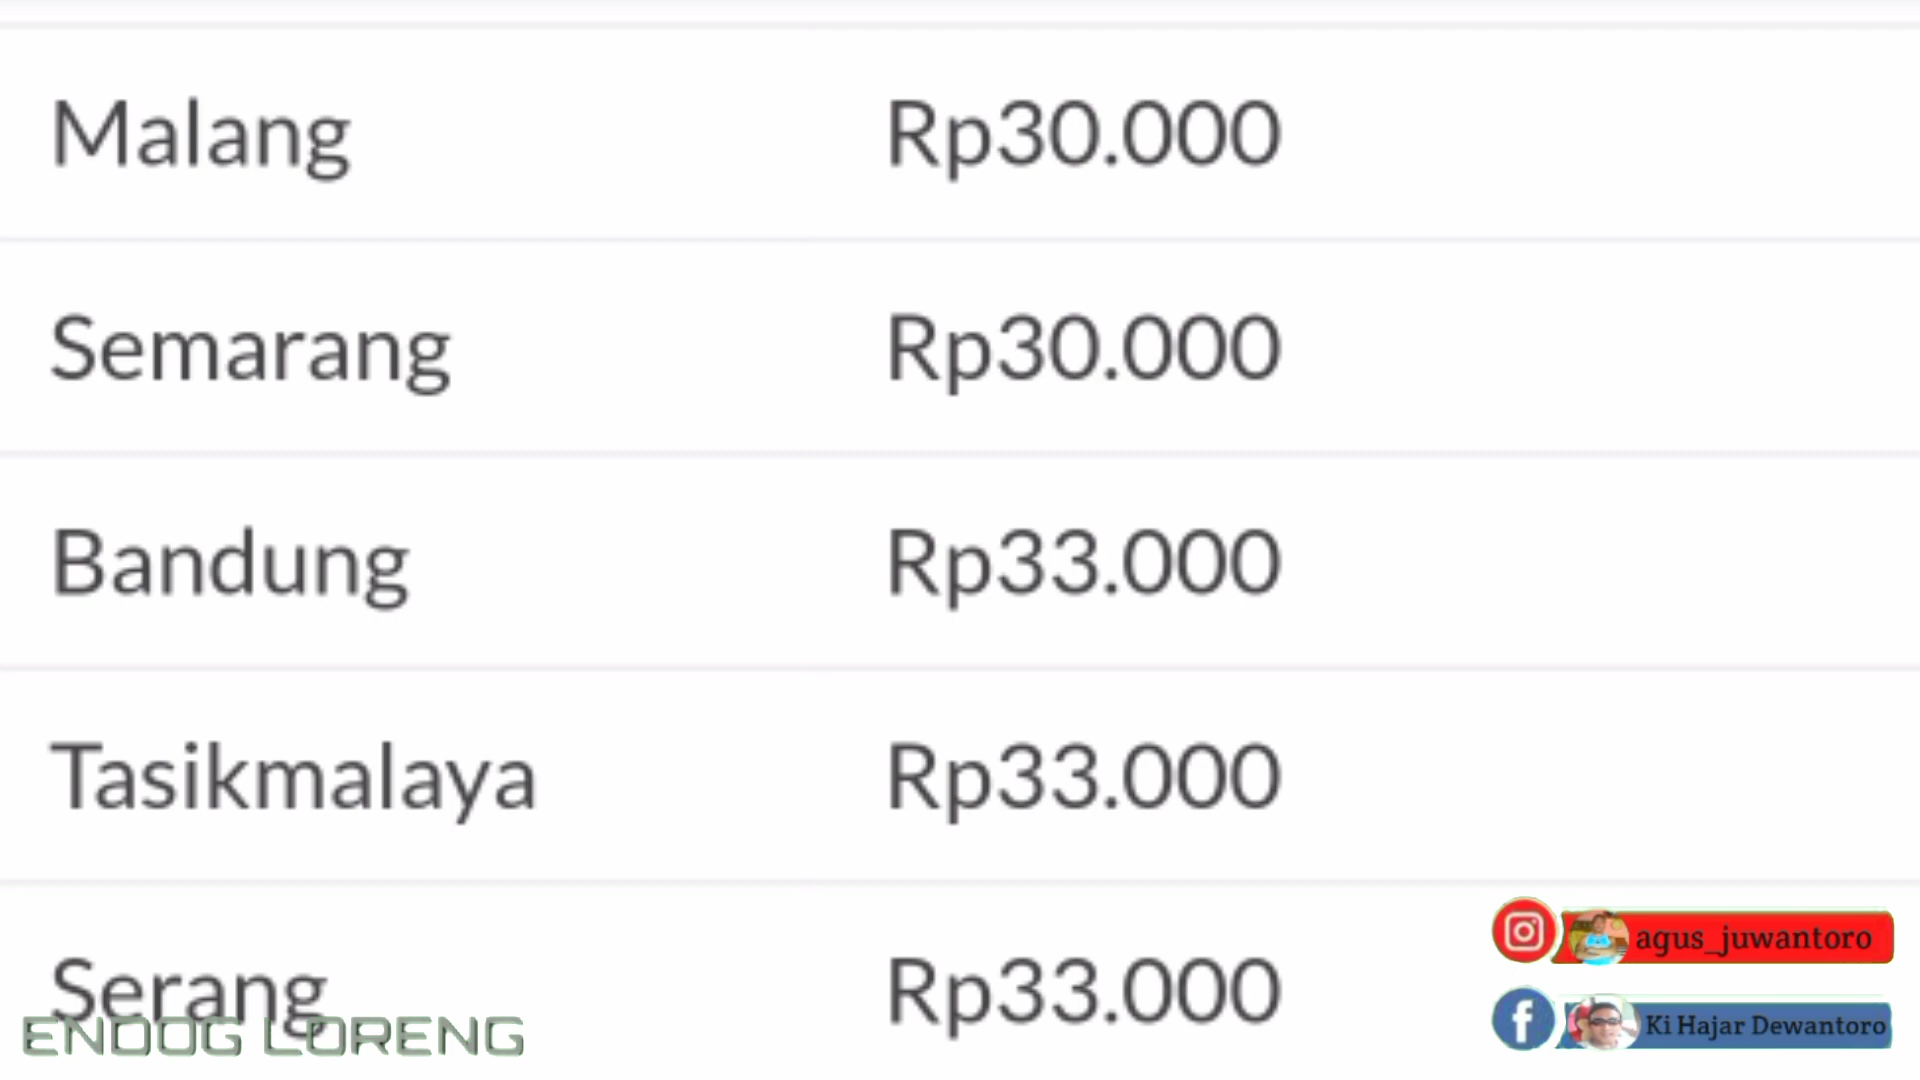 Malang Rp30.000
Semarang Rp30.000
Bandung Rp33.000
Tasikmalaya Rp33.000
Serang Rp33.000
ENDOG LORENG
agus_juwantoro
Ki Hajar Dewantoro